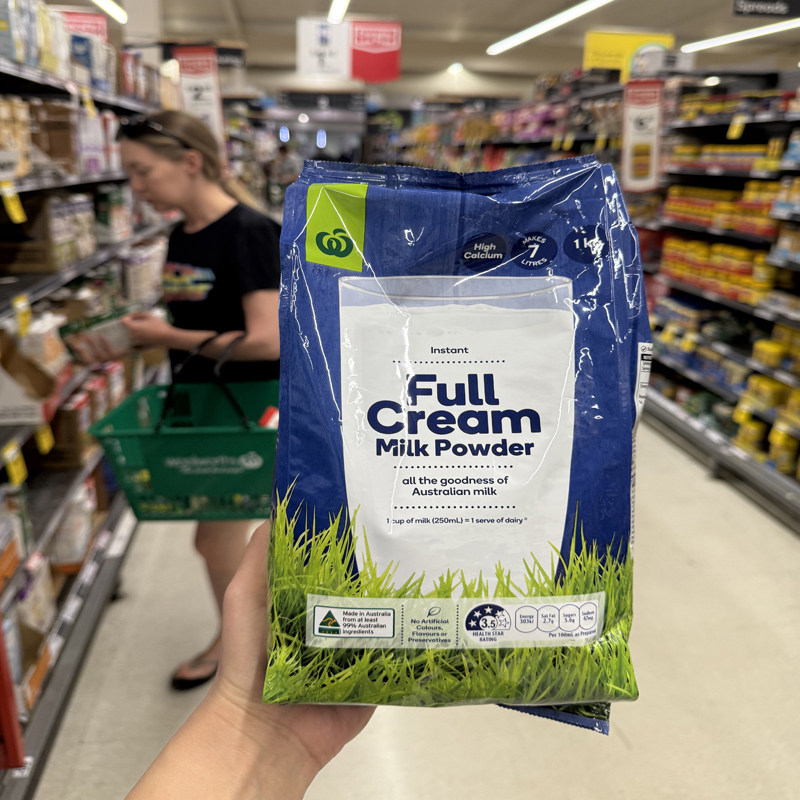 Spreads
High
Calcium
MAKES
7
LITRES
1kg
Instant
Full
Cream
Milk Powder
all the goodness of
Australian milk
1 cup of milk (250mL) = 1 serve of dairy
Made in Australia
from at least
99% Australian
ingredients
No Artificial
Colours,
Flavours or
Preservatives
3.5
HEALTH STAR
RATING
Energy
303kJ
Sat Fat
2.7g
Sugars
5.0g
Sodium
Per 100mL as Prepared
Woolworths